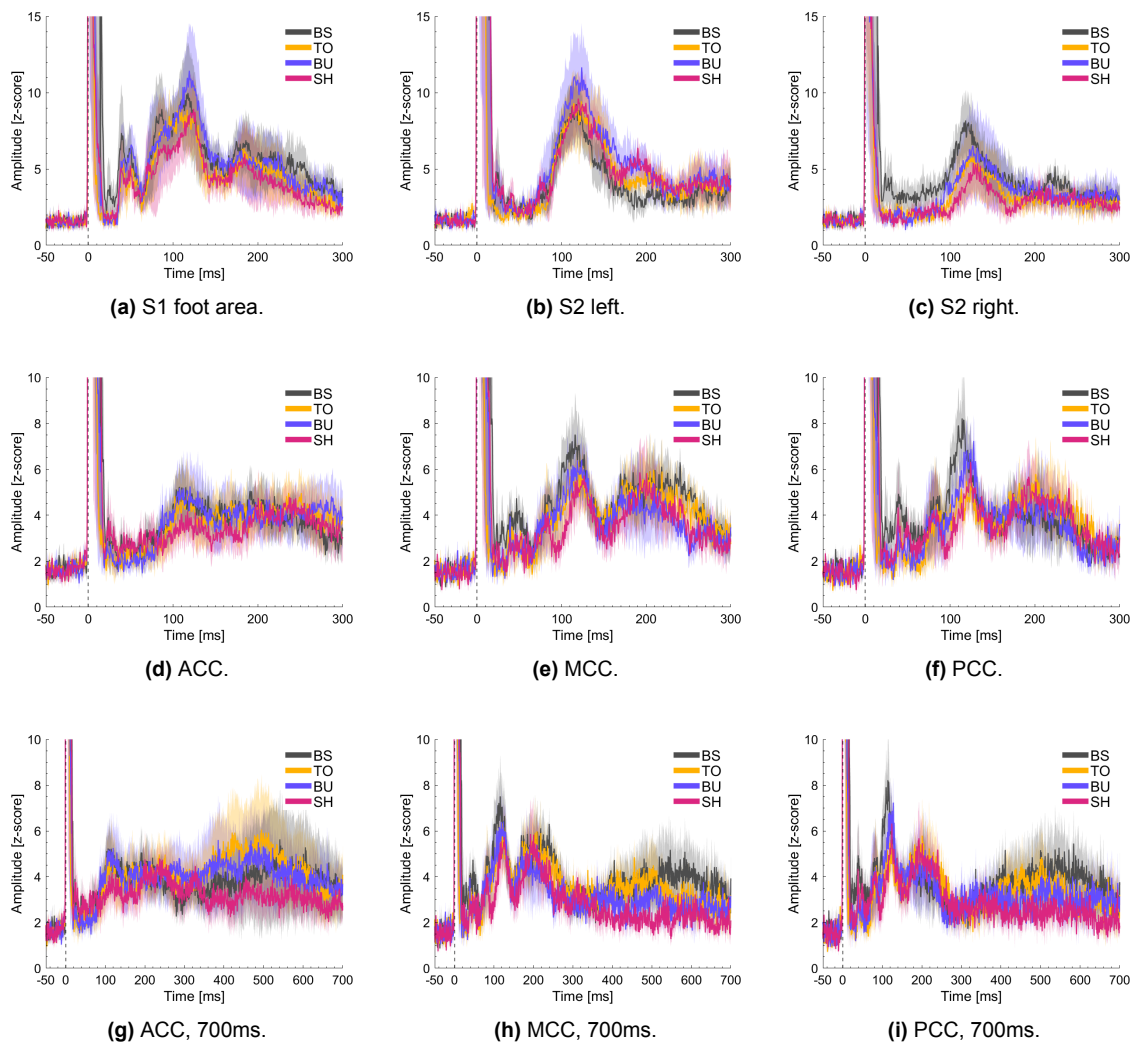 15
10
5
0
-50 0 100 200 300
Amplitude [z-score]
Time [ms]
BS
TO
BU
SH
(a) S1 foot area.
15
10
5
0
-50 0 100 200 300
Amplitude [z-score]
Time [ms]
BS
TO
BU
SH
(b) S2 left.
15
10
5
0
-50 0 100 200 300
Amplitude [z-score]
Time [ms]
BS
TO
BU
SH
(c) S2 right.
10
8
6
4
2
0
-50 0 100 200 300
Amplitude [z-score]
Time [ms]
BS
TO
BU
SH
(d) ACC.
10
8
6
4
2
0
-50 0 100 200 300
Amplitude [z-score]
Time [ms]
BS
TO
BU
SH
(e) MCC.
10
8
6
4
2
0
-50 0 100 200 300
Amplitude [z-score]
Time [ms]
BS
TO
BU
SH
(f) PCC.
10
8
6
4
2
0
-50 0 100 200 300 400 500 600 700
Amplitude [z-score]
Time [ms]
BS
TO
BU
SH
(g) ACC, 700ms.
10
8
6
4
2
0
-50 0 100 200 300 400 500 600 700
Amplitude [z-score]
Time [ms]
BS
TO
BU
SH
(h) MCC, 700ms.
10
8
6
4
2
0
-50 0 100 200 300 400 500 600 700
Amplitude [z-score]
Time [ms]
BS
TO
BU
SH
(i) PCC, 700ms.